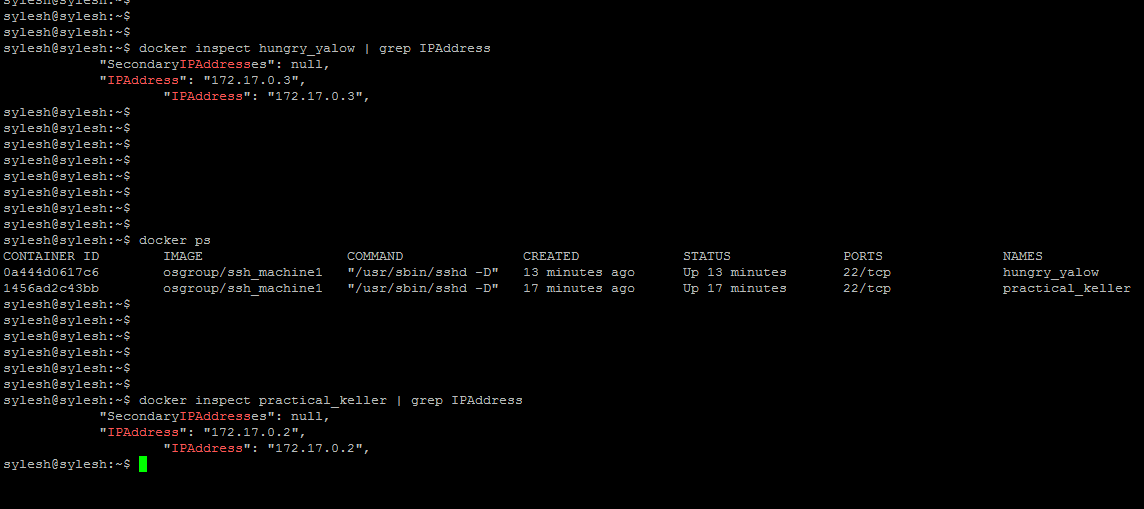 sylesh@sylesh:~$
sylesh@sylesh:~$
sylesh@sylesh:~$
sylesh@sylesh:~$ docker inspect hungry_yalow | grep IPAddress
            "SecondaryIPAddresses": null,
            "IPAddress": "172.17.0.3",
                    "IPAddress": "172.17.0.3",
sylesh@sylesh:~$
sylesh@sylesh:~$
sylesh@sylesh:~$
sylesh@sylesh:~$
sylesh@sylesh:~$
sylesh@sylesh:~$
sylesh@sylesh:~$
sylesh@sylesh:~$
sylesh@sylesh:~$ docker ps
CONTAINER ID        IMAGE                  COMMAND               CREATED             STATUS              PORTS               NAMES
0a444d0617c6        osgroup/ssh_machine1   "/usr/sbin/sshd -D"   13 minutes ago      Up 13 minutes       22/tcp              hungry_yalow
1456ad2c43bb        osgroup/ssh_machine1   "/usr/sbin/sshd -D"   17 minutes ago      Up 17 minutes       22/tcp              practical_keller
sylesh@sylesh:~$
sylesh@sylesh:~$
sylesh@sylesh:~$
sylesh@sylesh:~$
sylesh@sylesh:~$
sylesh@sylesh:~$
sylesh@sylesh:~$ docker inspect practical_keller | grep IPAddress
            "SecondaryIPAddresses": null,
            "IPAddress": "172.17.0.2",
                    "IPAddress": "172.17.0.2",
sylesh@sylesh:~$